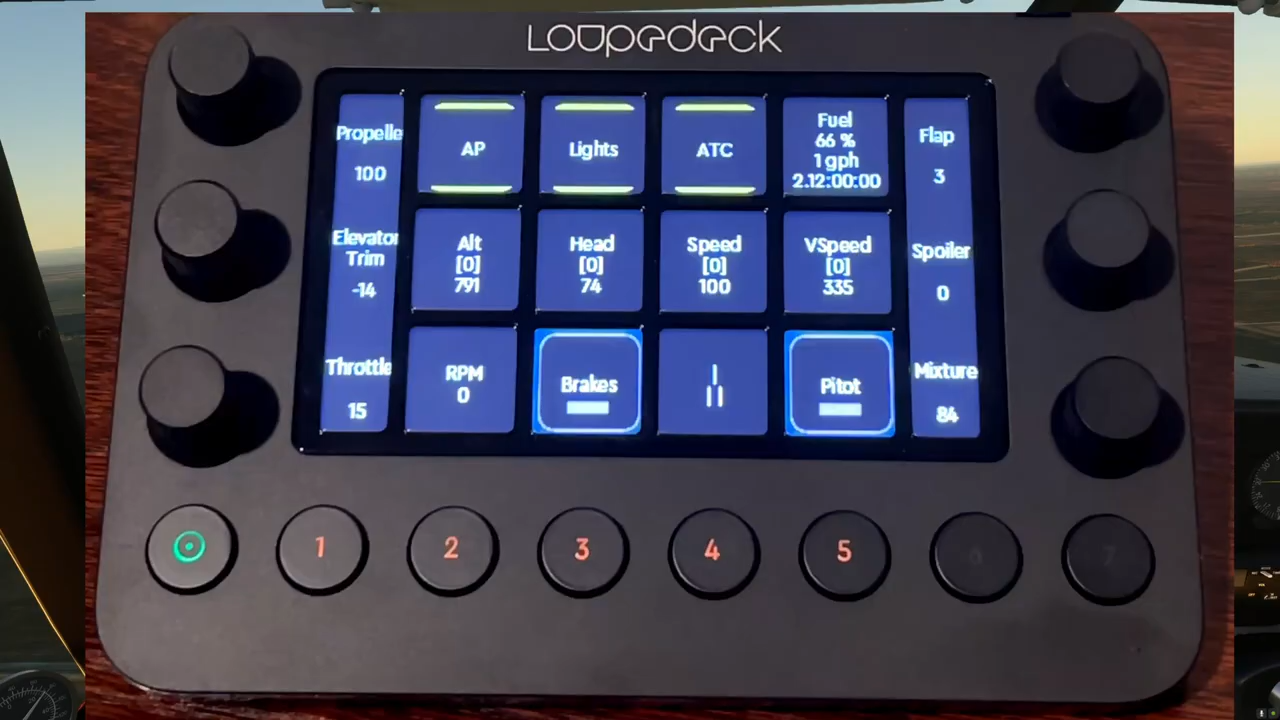 Loupedeck
Propelle
100
AP
Lights
ATC
Fuel
66 %
1 gph
2.12:00:00
Flap
3
Elevator
Trim
-14
Alt
[0]
791
Head
[0]
74
Speed
[0]
100
VSpeed
[0]
335
Spoiler
0
Throttle
15
RPM
0
Brakes
Pitot
Mixture
84
1
2
3
4
5
6
7